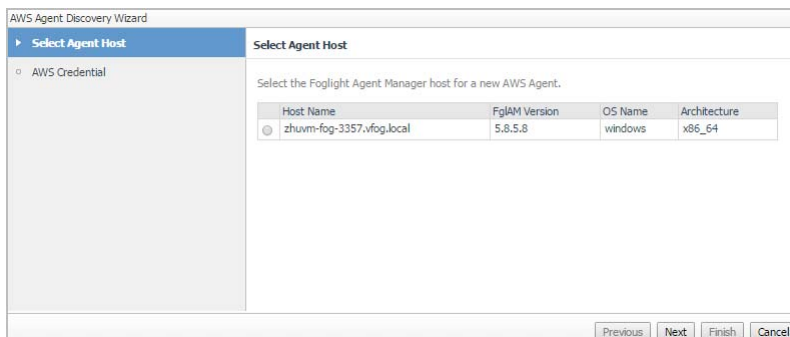 AWS Agent Discovery Wizard
Select Agent Host
AWS Credential
Select Agent Host
Select the Foglight Agent Manager host for a new AWS Agent.
Host Name FglAM Version OS Name Architecture
zhuvm-fog-3357.vfog.local 5.8.5.8 windows x86_64
Previous Next Finish Cancel